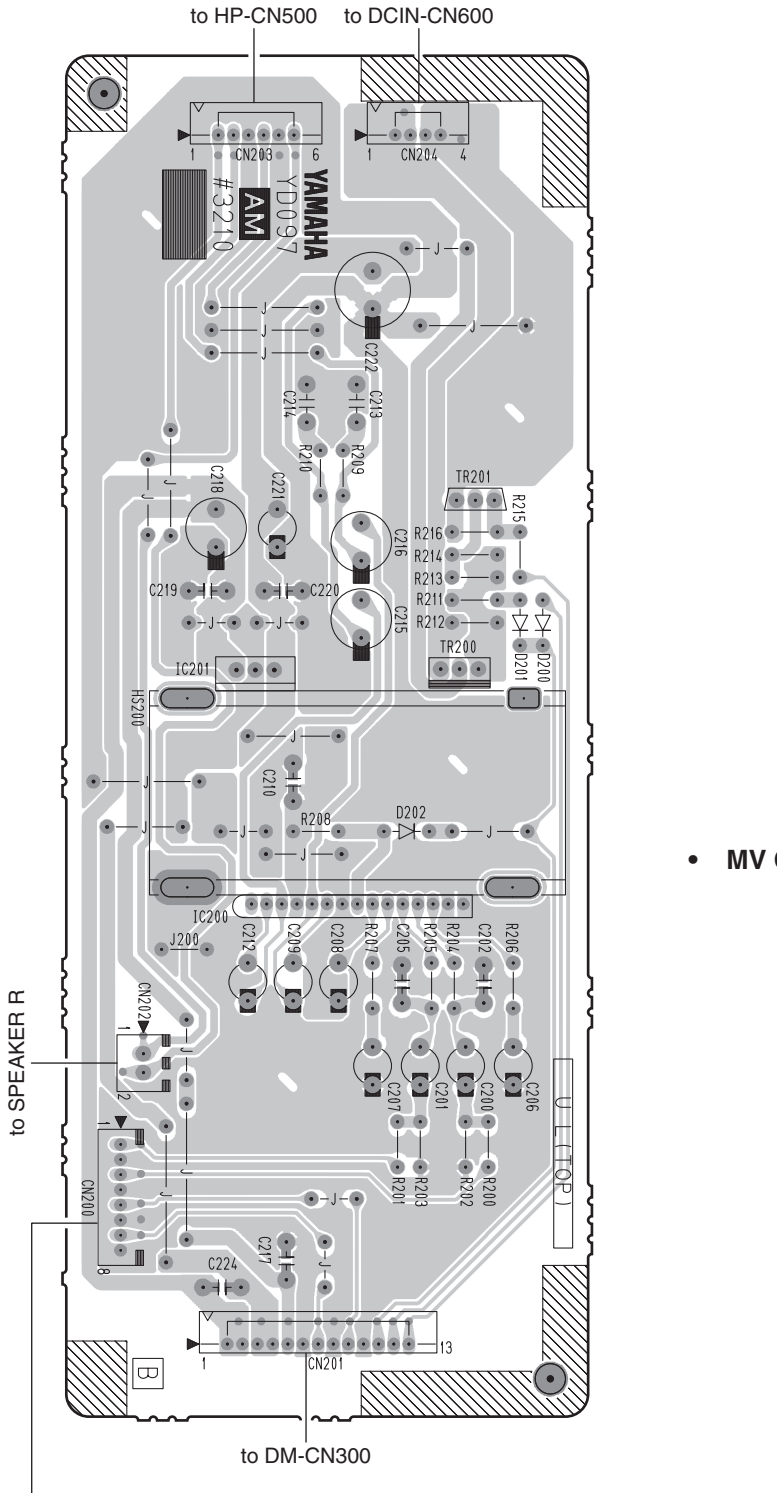 to HP-CN500
to DCIN-CN600
1
CN203
6
1
CN204
4
YAMAHA
YD097
AM
#3210
J
J
J
J
J
C222
C214
C213
R210
R209
J
J
C218
C221
C216
TR201
R215
R216
R214
R213
R211
R212
C219
C220
C215
J
J
D201
D200
IC201
TR200
HS200
J
J
C210
J
J
R208
D202
J
J
IC200
J200
C212
C209
C208
R207
C205
R205
R204
C202
R206
to SPEAKER R
CN202
1
2
J
C207
C201
C200
C206
U L(TOP)
1
CN200
8
J
J
R201
R203
R202
R200
J
C217
J
C224
1
CN201
13
B
to DM-CN300
• MV